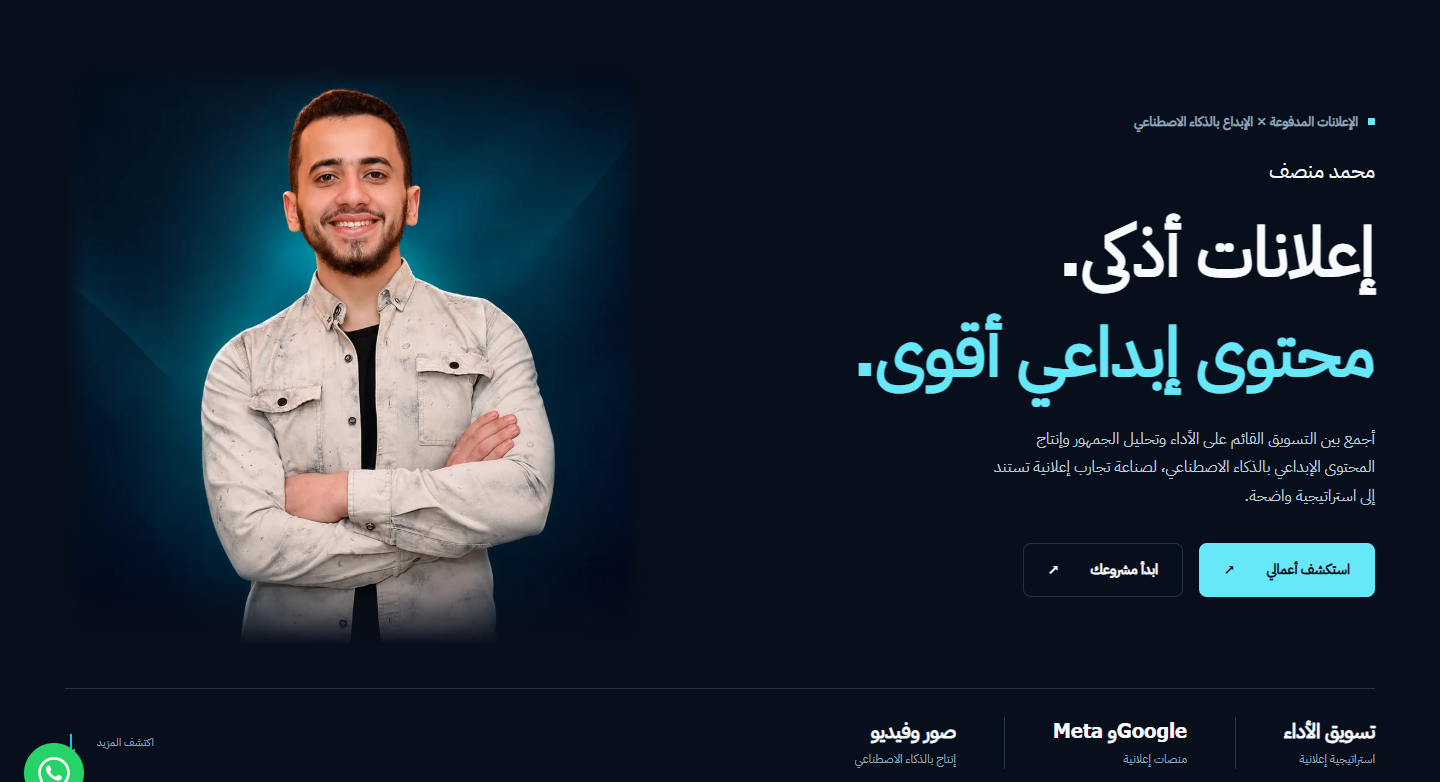 الإعلانات المدفوعة × الإبداع بالذكاء الاصطناعي
محمد منصف
إعلانات أذكى.
محتوى إبداعي أقوى.
أجمع بين التسويق القائم على الأداء وتحليل الجمهور وإنتاج
المحتوى الإبداعي بالذكاء الاصطناعي، لصناعة تجارب إعلانية تستند
إلى استراتيجية واضحة.
استكشف أعمالي ↗
ابدأ مشروعك ↗
تسويق الأداء
استراتيجية إعلانية
Google وMeta
منصات إعلانية
صور وفيديو
إنتاج بالذكاء الاصطناعي
اكتشف المزيد